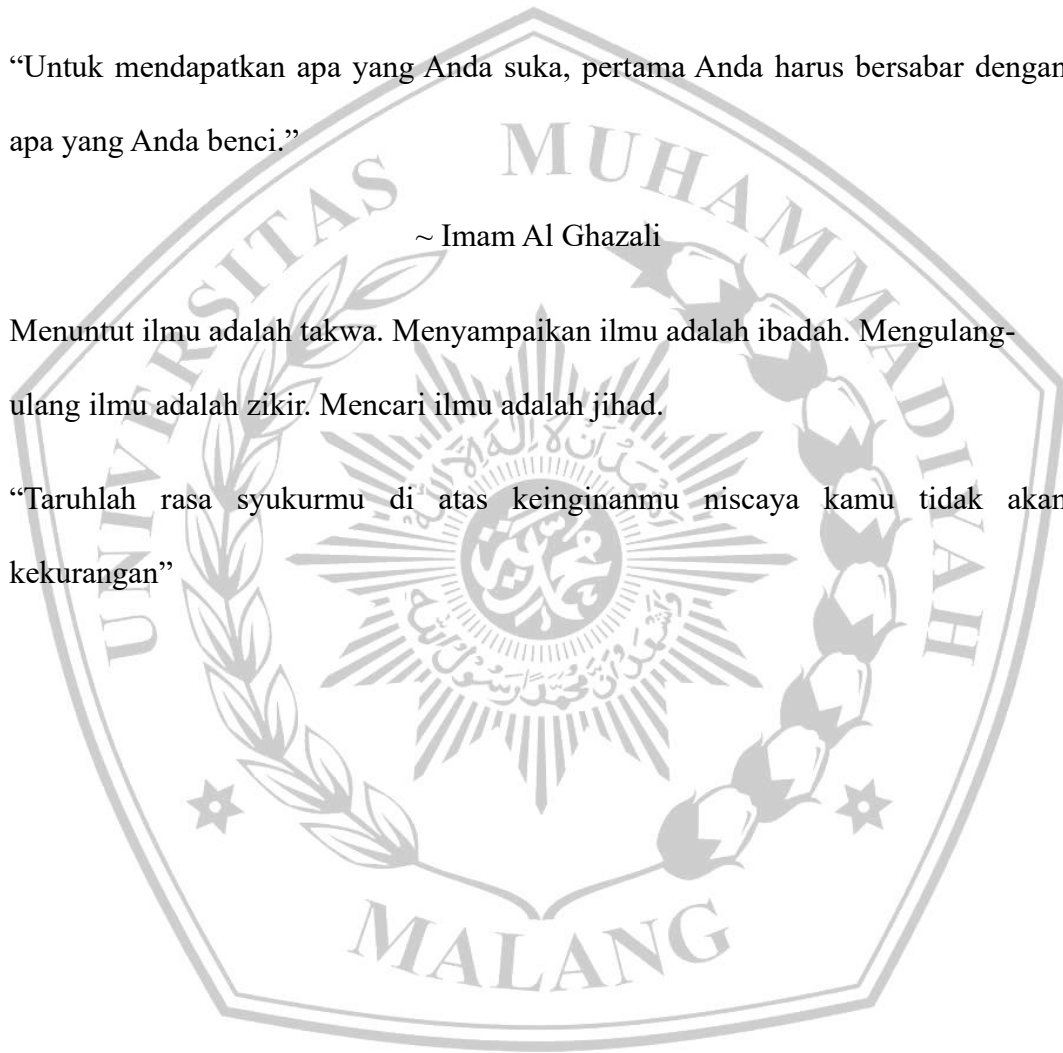 “Untuk mendapatkan apa yang Anda suka, pertama Anda harus bersabar dengan
apa yang Anda benci.”
~ Imam Al Ghazali
Menuntut ilmu adalah takwa. Menyampaikan ilmu adalah ibadah. Mengulang-
ulang ilmu adalah zikir. Mencari ilmu adalah jihad.
“Taruhlah rasa syukurmu di atas keinginanmu niscaya kamu tidak akan
kekurangan”
UNIVERSITAS MUHAMMADIYAH
MALANG